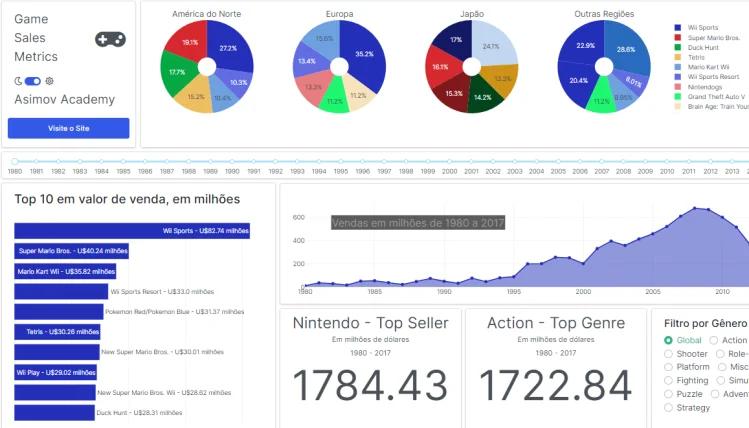 Game
Sales
Metrics
Asimov Academy
Visite o Site
América do Norte
27.2%
10.3%
10.4%
15.2%
17.7%
19.1%
Europa
35.2%
11.2%
11.2%
13.2%
13.4%
15.6%
Japão
24.1%
13.3%
14.2%
15.3%
16.1%
17%
Outras Regiões
28.6%
8.01%
8.95%
11.2%
20.4%
22.9%
Wii Sports
Super Mario Bros.
Duck Hunt
Tetris
Mario Kart Wii
Wii Sports Resort
Nintendogs
Grand Theft Auto V
Brain Age: Train Your
1980 1981 1982 1983 1984 1985 1986 1987 1988 1989 1990 1991 1992 1993 1994 1995 1996 1997 1998 1999 2000 2001 2002 2003 2004 2005 2006 2007 2008 2009 2010 2011 2012 2013
Top 10 em valor de venda, em milhões
Wii Sports - U$82.74 milhões
Super Mario Bros. - U$40.24 milhões
Mario Kart Wii - U$35.82 milhões
Wii Sports Resort - U$33.0 milhões
Pokemon Red/Pokemon Blue - U$31.37 milhões
Tetris - U$30.26 milhões
New Super Mario Bros. - U$30.01 milhões
Wii Play - U$29.02 milhões
New Super Mario Bros. Wii - U$28.62 milhões
Duck Hunt - U$28.31 milhões
Vendas em milhões de 1980 a 2017
600
400
200
0
1980 1985 1990 1995 2000 2005 2010
Nintendo - Top Seller
Em milhões de dólares
1980 - 2017
1784.43
Action - Top Genre
Em milhões de dólares
1980 - 2017
1722.84
Filtro por Gênero
Global Action
Shooter Role-
Platform Misc
Fighting Simu
Puzzle Advent
Strategy